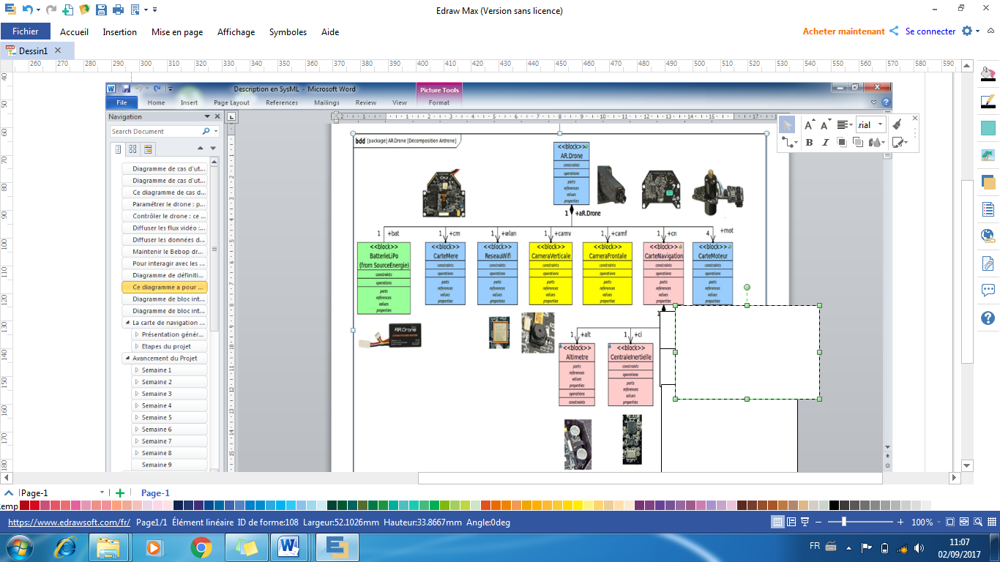 Edraw Max (Version sans licence)
Fichier Accueil Insertion Mise en page Affichage Symboles Aide
Acheter maintenant Se connecter
Dessin1
260 270 280 290 300 310 320 330 340 350 360 370 380 390 400 410 420 430 440 450 460 470 480 490 500 510 520 530 540 550 560 570 580 590
40 50 60 70 80 90 100 110 120 130 140 150 160 170 180
Description en SysML - Microsoft Word
Picture Tools
File Home Insert Page Layout References Mailings Review View Format
Navigation
Search Document
Diagramme de cas d'ut...
Diagramme de cas d'ut...
Ce diagramme de cas d...
Paramétrer le drone : p...
Contrôler le drone : ce ...
Diffuser les flux vidéo :...
Diffuser les données d...
Maintenir le Bebop dr...
Pour interagir avec les ...
Diagramme de définiti...
Ce diagramme a pour ...
Diagramme de bloc int...
Diagramme de bloc int...
La carte de navigation ...
Présentation génér...
Etapes du projet
Avancement du Projet
Semaine 1
Semaine 2
Semaine 3
Semaine 4
Semaine 5
Semaine 6
Semaine 7
Semaine 8
Semaine 9
bdd [package] AR.Drone [Décomposition Ardrone]
<<block>>
AR.Drone
constraints
operations
parts
references
values
properties
1 +aR.Drone
1 +bat 1 +cm 1 +wlan 1 +camv 1 +camf 1 +cn 4 +mot
<<block>>
BatterieLiPo
(from SourceEnergie)
constraints
operations
parts
references
values
properties
<<block>>
CarteMere
constraints
operations
parts
references
values
properties
<<block>>
ReseauWifi
constraints
operations
parts
references
values
properties
<<block>>
CameraVerticale
constraints
operations
parts
references
values
properties
<<block>>
CameraFrontale
constraints
operations
parts
references
values
properties
<<block>>
CarteNavigation
constraints
operations
parts
references
values
properties
<<block>>
CarteMoteur
constraints
operations
parts
references
values
properties
AR.Drone
1 +alt 1 +ci
<<block>>
Altimetre
parts
references
values
properties
operations
constraints
<<block>>
CentraleInertielle
constraints
operations
parts
references
values
properties
.rial
B I
Page-1
Page-1
emp
https://www.edrawsoft.com/fr/ Page1/1 Élément linéaire ID de forme:108 Largeur:52.1026mm Hauteur:33.8667mm Angle:0deg
100%
FR
11:07
02/09/2017